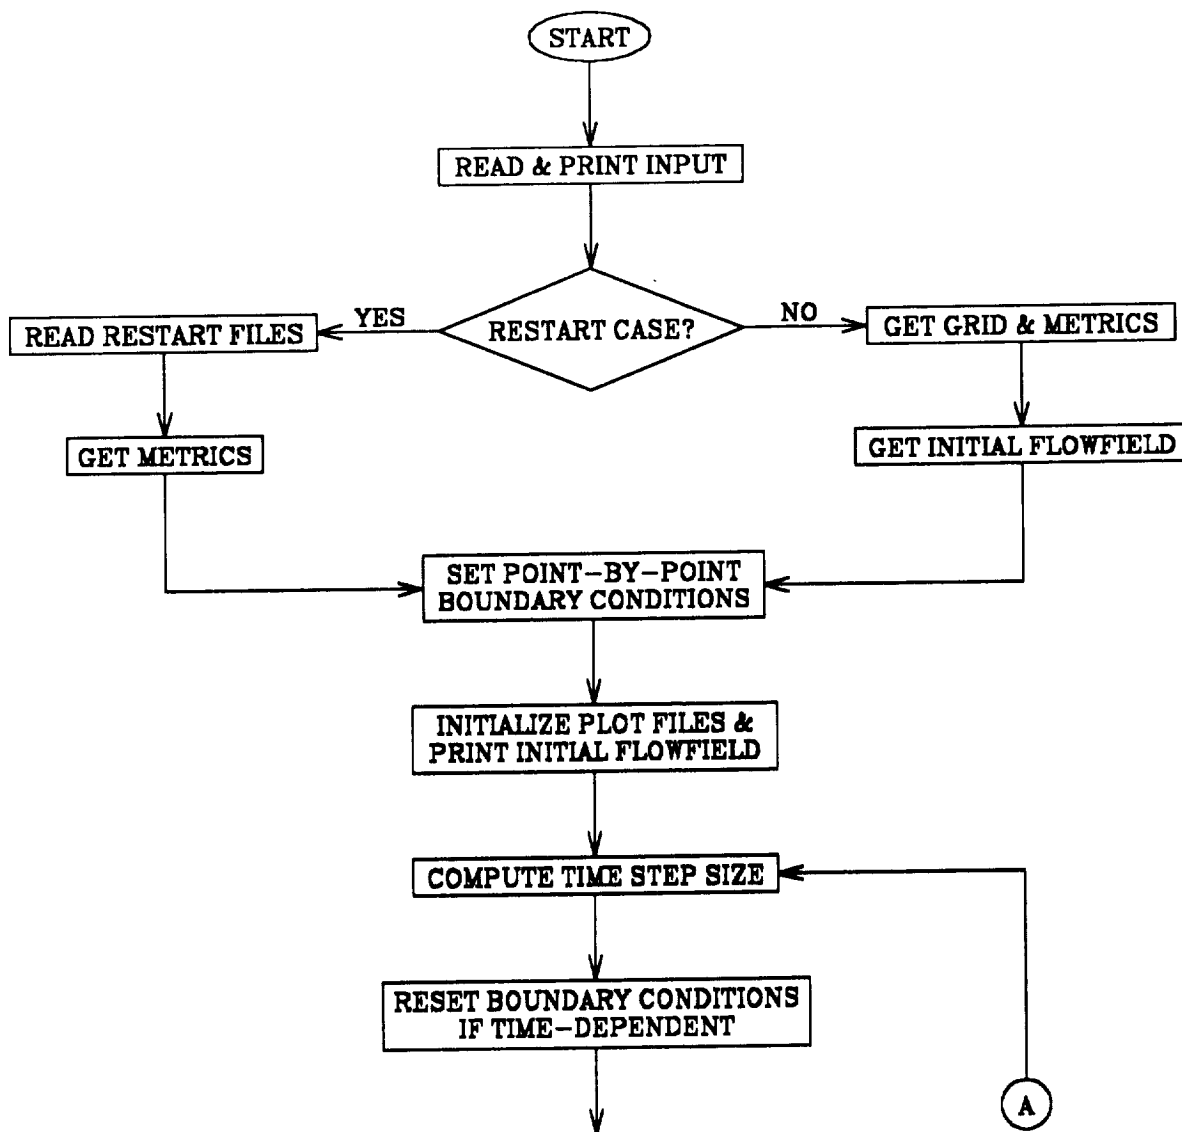 START
READ & PRINT INPUT
YES
NO
READ RESTART FILES
RESTART CASE?
GET GRID & METRICS
GET METRICS
GET INITIAL FLOWFIELD
SET POINT-BY-POINT
BOUNDARY CONDITIONS
INITIALIZE PLOT FILES &
PRINT INITIAL FLOWFIELD
COMPUTE TIME STEP SIZE
RESET BOUNDARY CONDITIONS
IF TIME-DEPENDENT
A